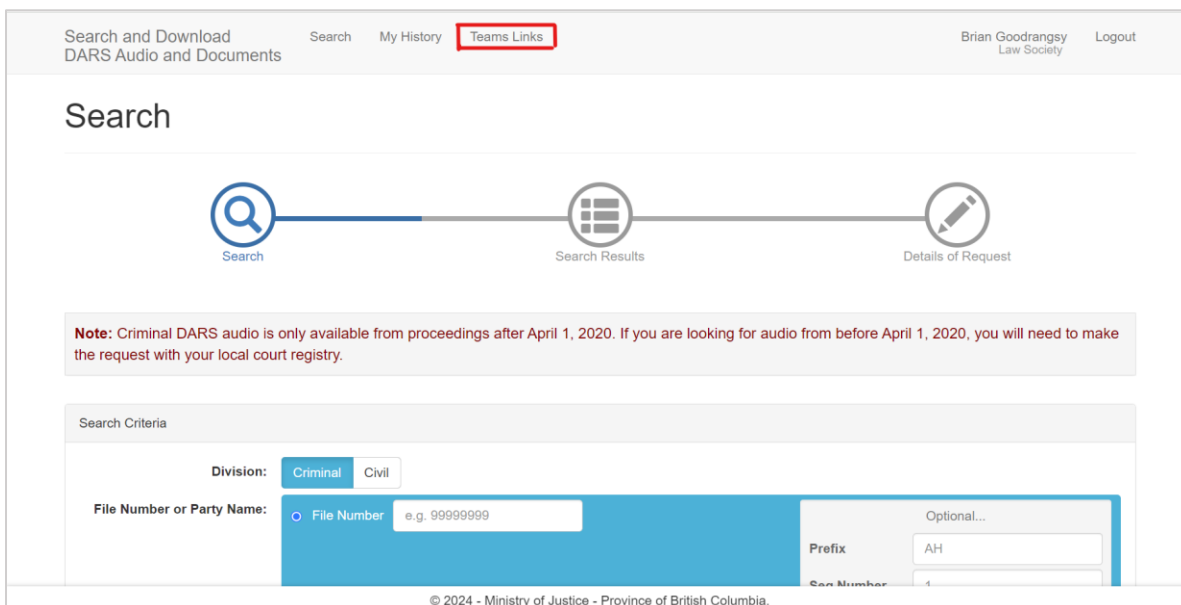 Search and Download
DARS Audio and Documents
Search
My History
Teams Links
Brian Goodrangsy
Law Society
Logout
Search
Search
Search Results
Details of Request
Note: Criminal DARS audio is only available from proceedings after April 1, 2020. If you are looking for audio from before April 1, 2020, you will need to make
the request with your local court registry.
Search Criteria
Division:
Criminal
Civil
File Number or Party Name:
File Number
e.g. 99999999
Optional...
Prefix
AH
Seq Number
1
© 2024 - Ministry of Justice - Province of British Columbia.